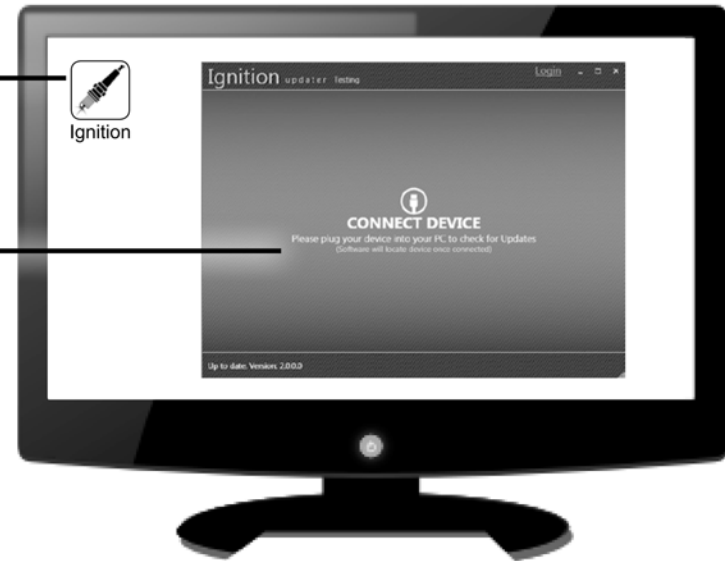 Ignition updater Testing
Login
Ignition
CONNECT DEVICE
Please plug your device into your PC to check for Updates
(Software will locate device once connected)
Up to date. Version: 2.0.0.0